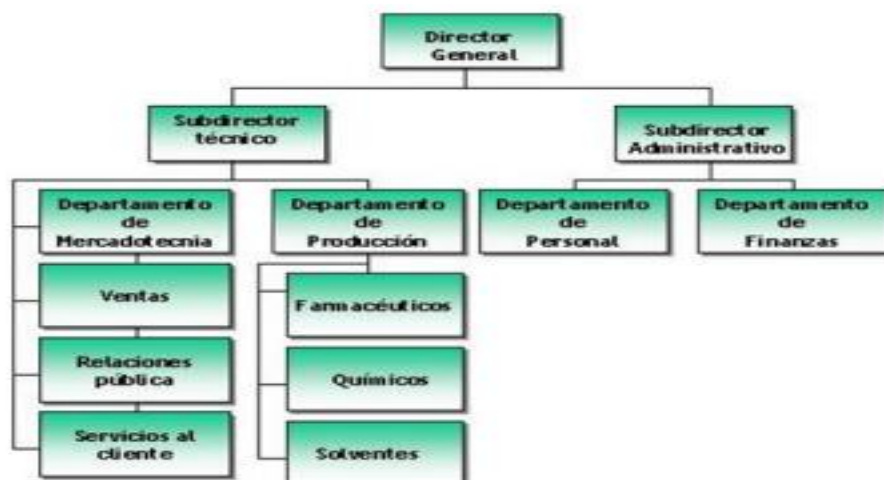 Director
General
Subdirector
técnico
Subdirector
Administrativo
Departamento
de
Mercadotecnia
Departamento
de
Producción
Departamento
de
Personal
Departamento
de
Finanzas
Ventas
Farmacéuticos
Relaciones
pública
Químicos
Servicios al
cliente
Solventes